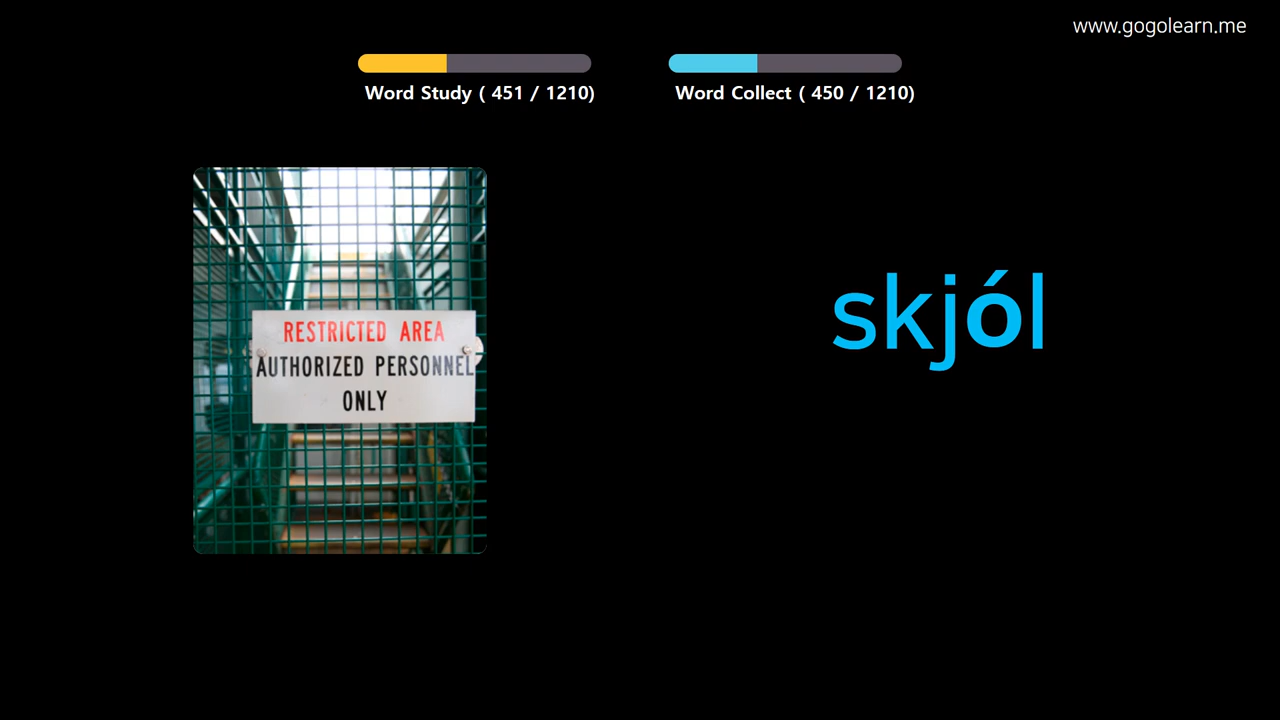 www.gogolearn.me
Word Study ( 451 / 1210)
Word Collect ( 450 / 1210)
RESTRICTED AREA
AUTHORIZED PERSONNEL
ONLY
skjól